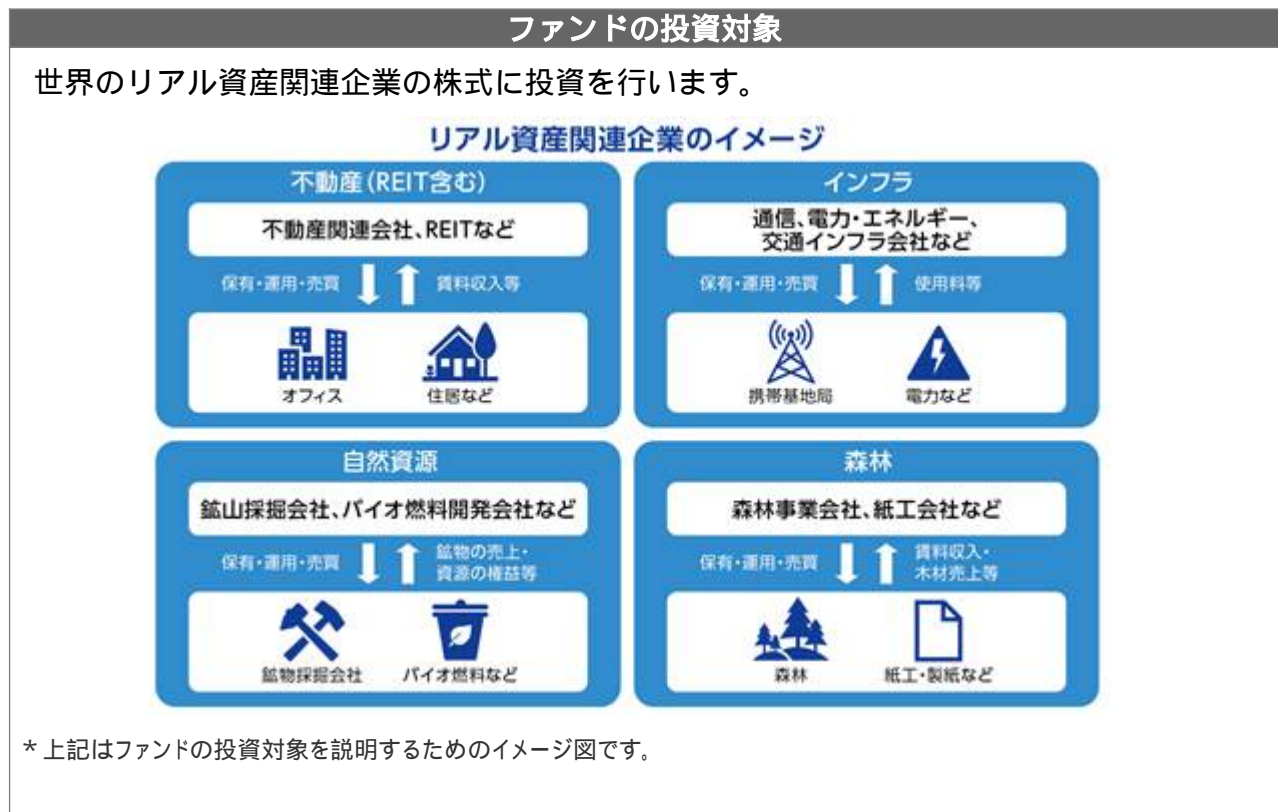 ファンドの投資対象
世界のリアル資産関連企業の株式に投資を行います。
リアル資産関連企業のイメージ
不動産(REIT含む)
不動産関連会社、REITなど
保有・運用・売買
賃料収入等
オフィス
住居など
インフラ
通信、電力・エネルギー、
交通インフラ会社など
保有・運用・売買
使用料等
携帯基地局
電力など
自然資源
鉱山採掘会社、バイオ燃料開発会社など
保有・運用・売買
鉱物の売上・
資源の権益等
鉱物採掘会社
バイオ燃料など
森林
森林事業会社、紙工会社など
保有・運用・売買
賃料収入・
木材売上等
森林
紙工・製紙など
*上記はファンドの投資対象を説明するためのイメージ図です。